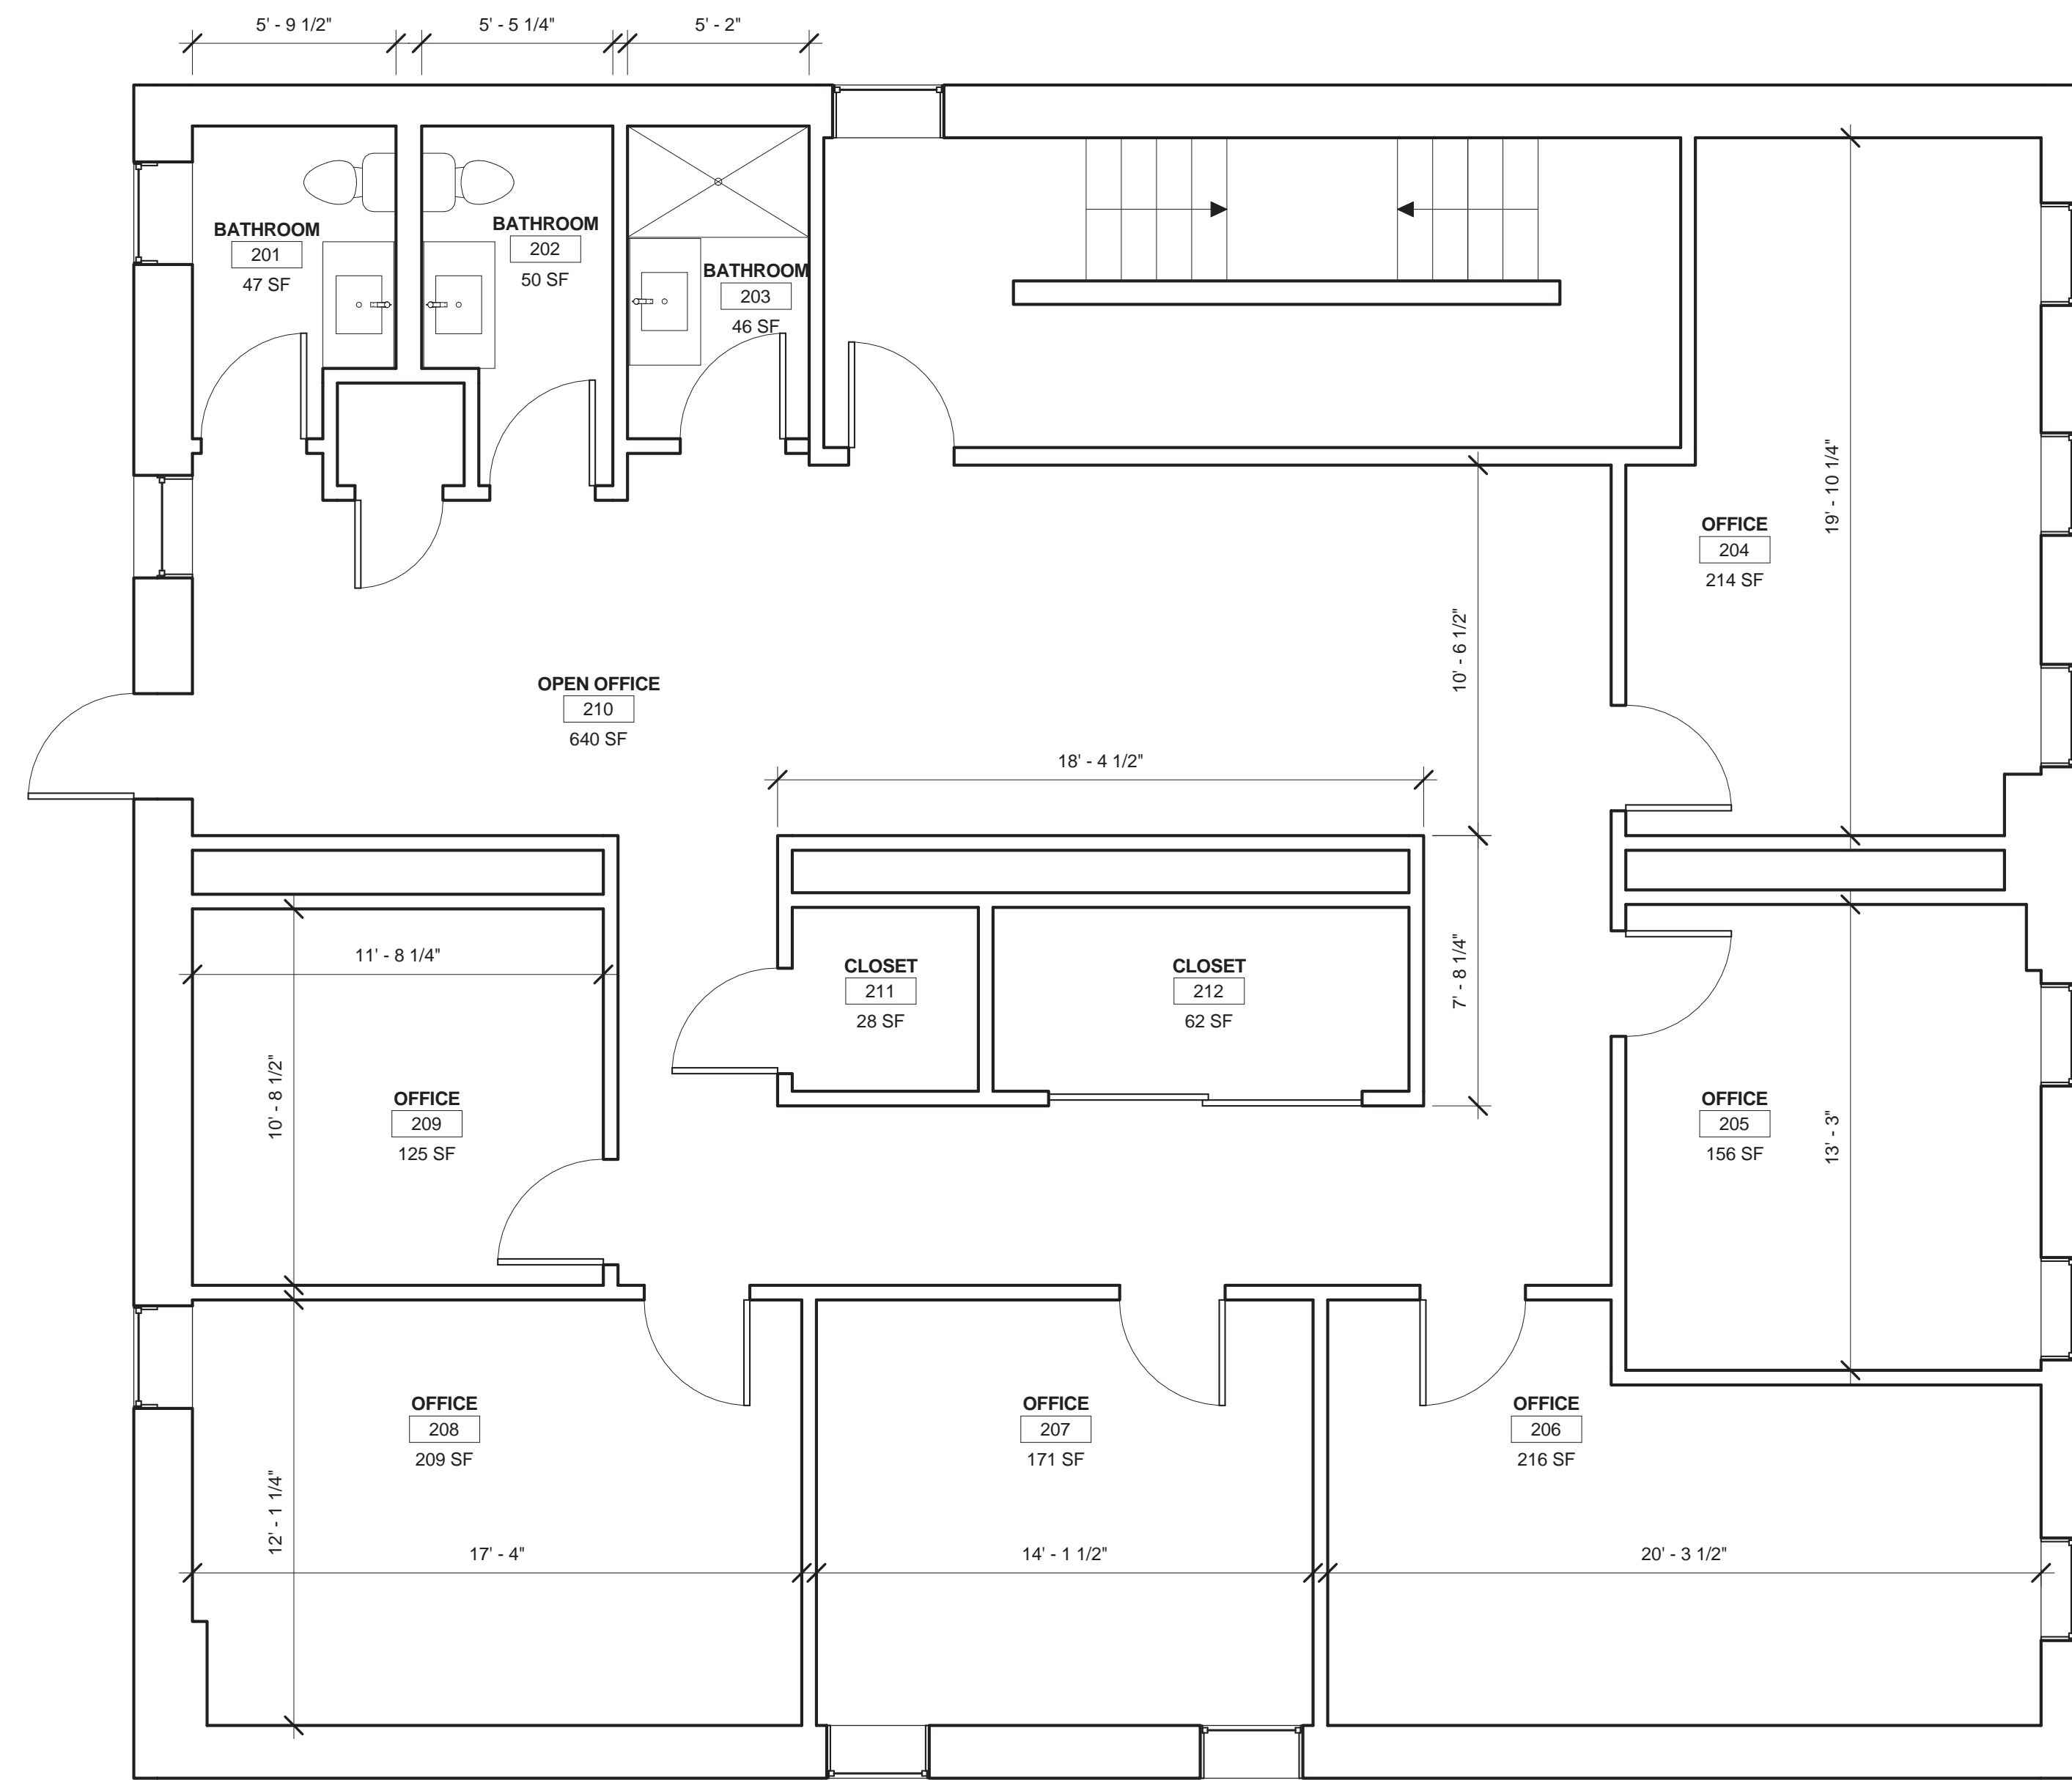 5' - 9 1/2"
5' - 5 1/4"
5' - 2"
BATHROOM
201
47 SF
BATHROOM
202
50 SF
BATHROOM
203
46 SF
OFFICE
204
214 SF
19' - 10 1/4"
OPEN OFFICE
210
640 SF
10' - 6 1/2"
18' - 4 1/2"
11' - 8 1/4"
10' - 8 1/2"
CLOSET
211
28 SF
CLOSET
212
62 SF
7' - 8 1/4"
OFFICE
209
125 SF
OFFICE
205
156 SF
13' - 3"
OFFICE
208
209 SF
OFFICE
207
171 SF
OFFICE
206
216 SF
12' - 1 1/4"
17' - 4"
14' - 1 1/2"
20' - 3 1/2"